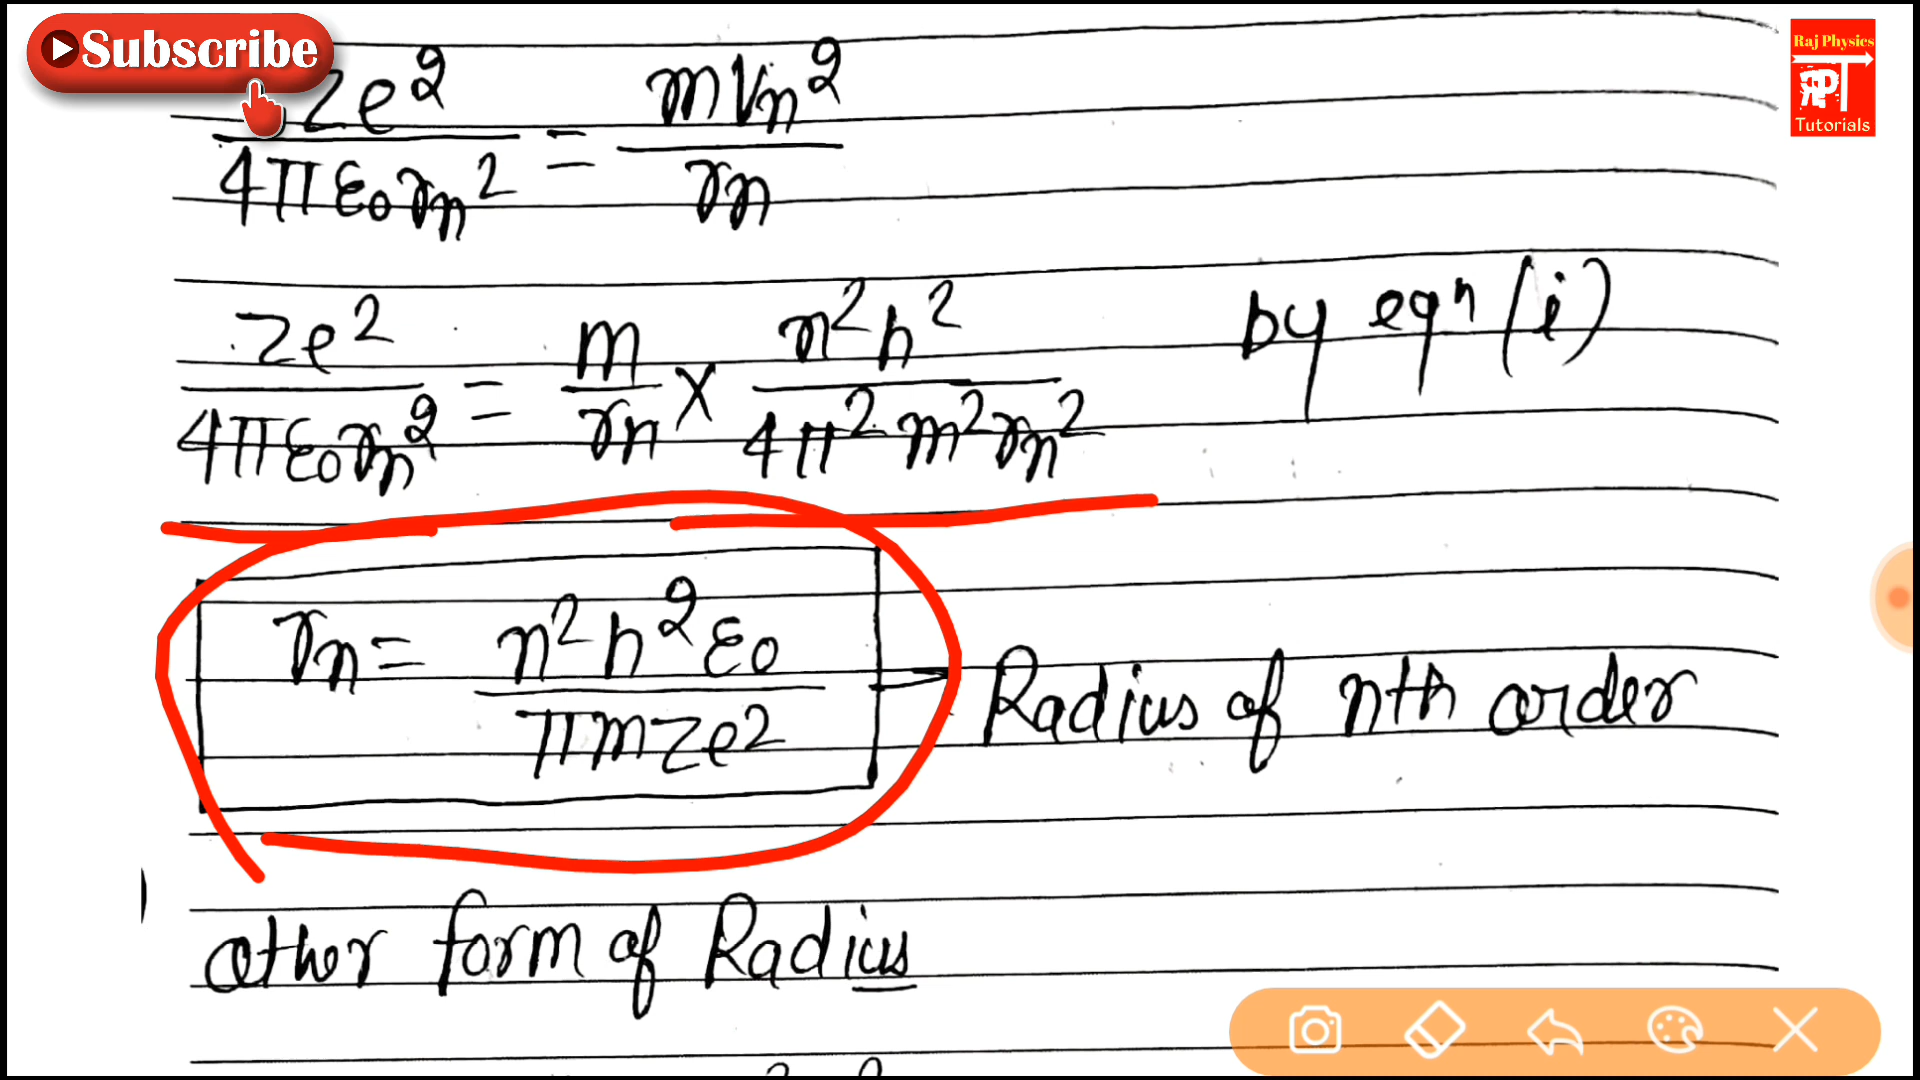 Subscribe
Raj Physics
RPT
Tutorials
ze² / 4πε₀rₙ² = mVₙ² / rₙ
ze² / 4πε₀rₙ² = m / rₙ × n²h² / 4π²m²rₙ² by eqⁿ (i)
rₙ = n²h²ε₀ / πmze² → Radius of nth order
other form of Radius